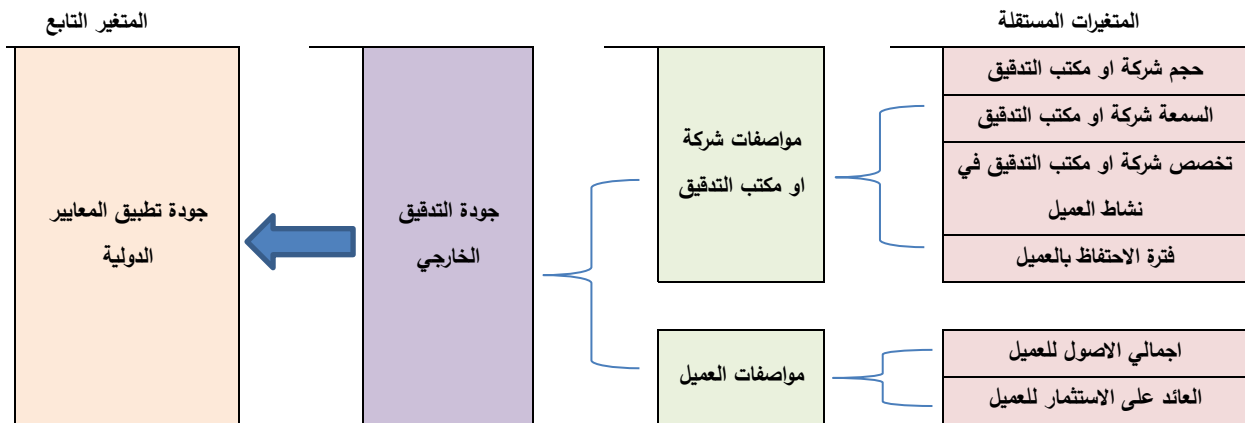 المتغيرات المستقلة
المتغير التابع
حجم شركة او مكتب التدقيق
السمعة شركة او مكتب التدقيق
تخصص شركة او مكتب التدقيق في
نشاط العميل
فترة الاحتفاظ بالعميل
مواصفات شركة
او مكتب التدقيق
جودة التدقيق
الخارجي
جودة تطبيق المعايير
الدولية
اجمالي الاصول للعميل
العائد على الاستثمار للعميل
مواصفات العميل